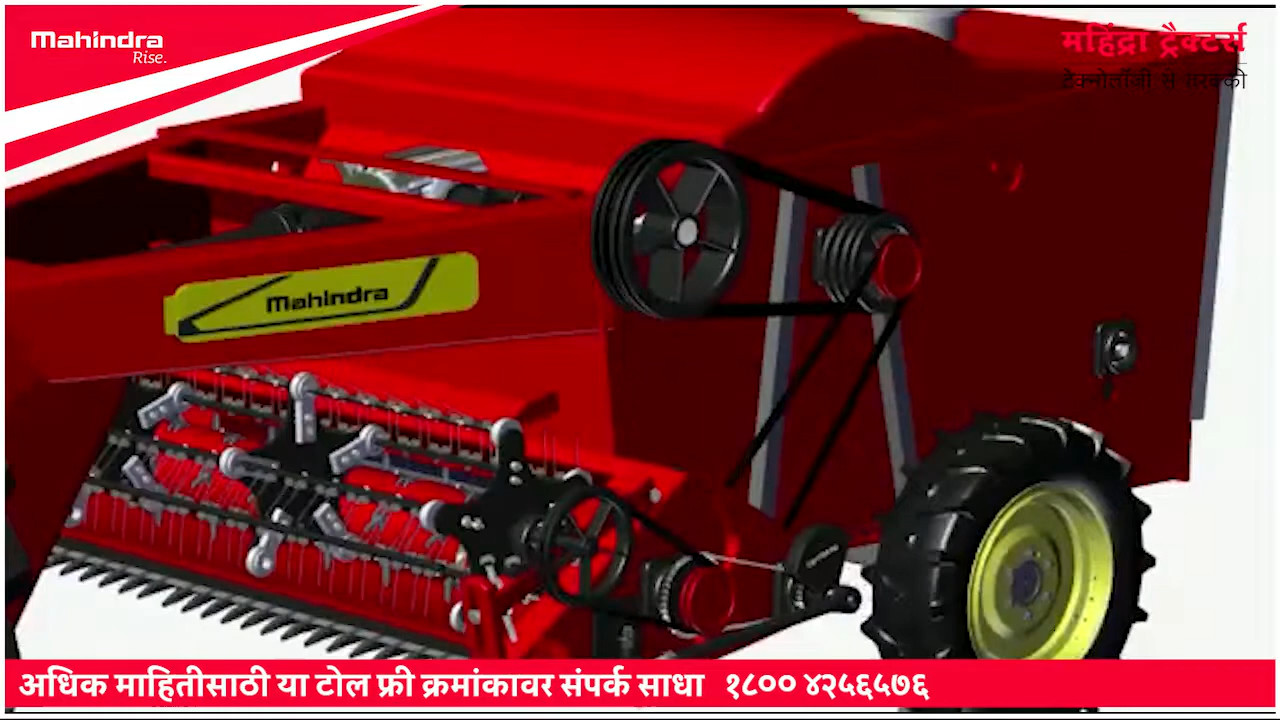 Mahindra
Rise.
महिंद्रा ट्रैक्टर्स
टेक्नोलॉजी से तरक्की
Mahindra
अधिक माहितीसाठी या टोल फ्री क्रमांकावर संपर्क साधा १८०० ४२५६५७६